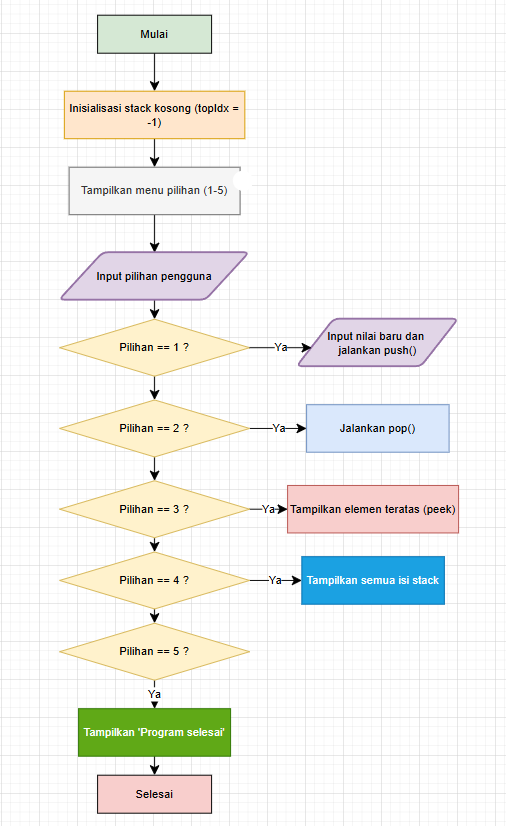 Mulai
Inisialisasi stack kosong (topIdx =
-1)
Tampilkan menu pilihan (1-5)
Input pilihan pengguna
Pilihan == 1 ?
Ya
Input nilai baru dan
jalankan push()
Pilihan == 2 ?
Ya
Jalankan pop()
Pilihan == 3 ?
Ya
Tampilkan elemen teratas (peek)
Pilihan == 4 ?
Ya
Tampilkan semua isi stack
Pilihan == 5 ?
Ya
Tampilkan 'Program selesai'
Selesai